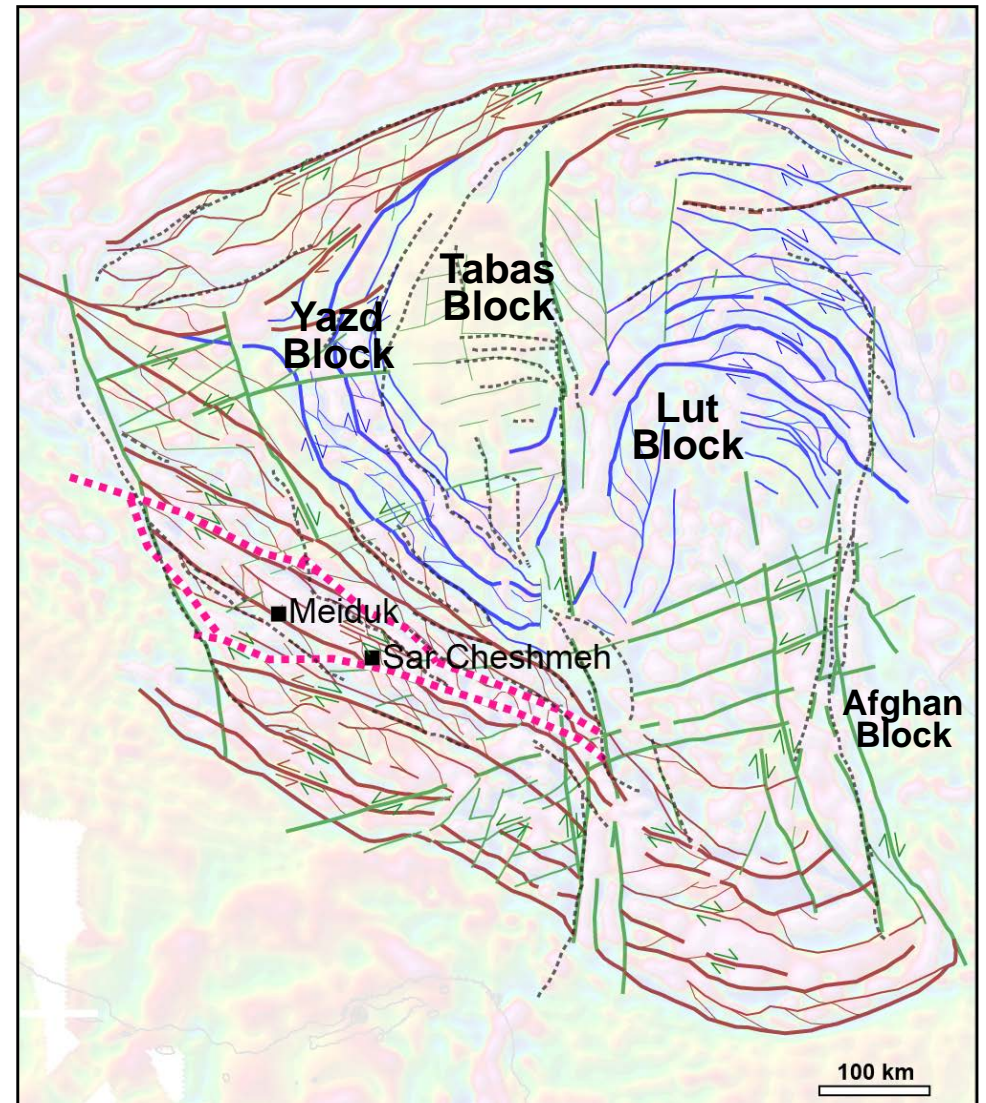 Tabas
Block
Yazd
Block
Lut
Block
Meiduk
Sar Cheshmeh
Afghan
Block
100 km